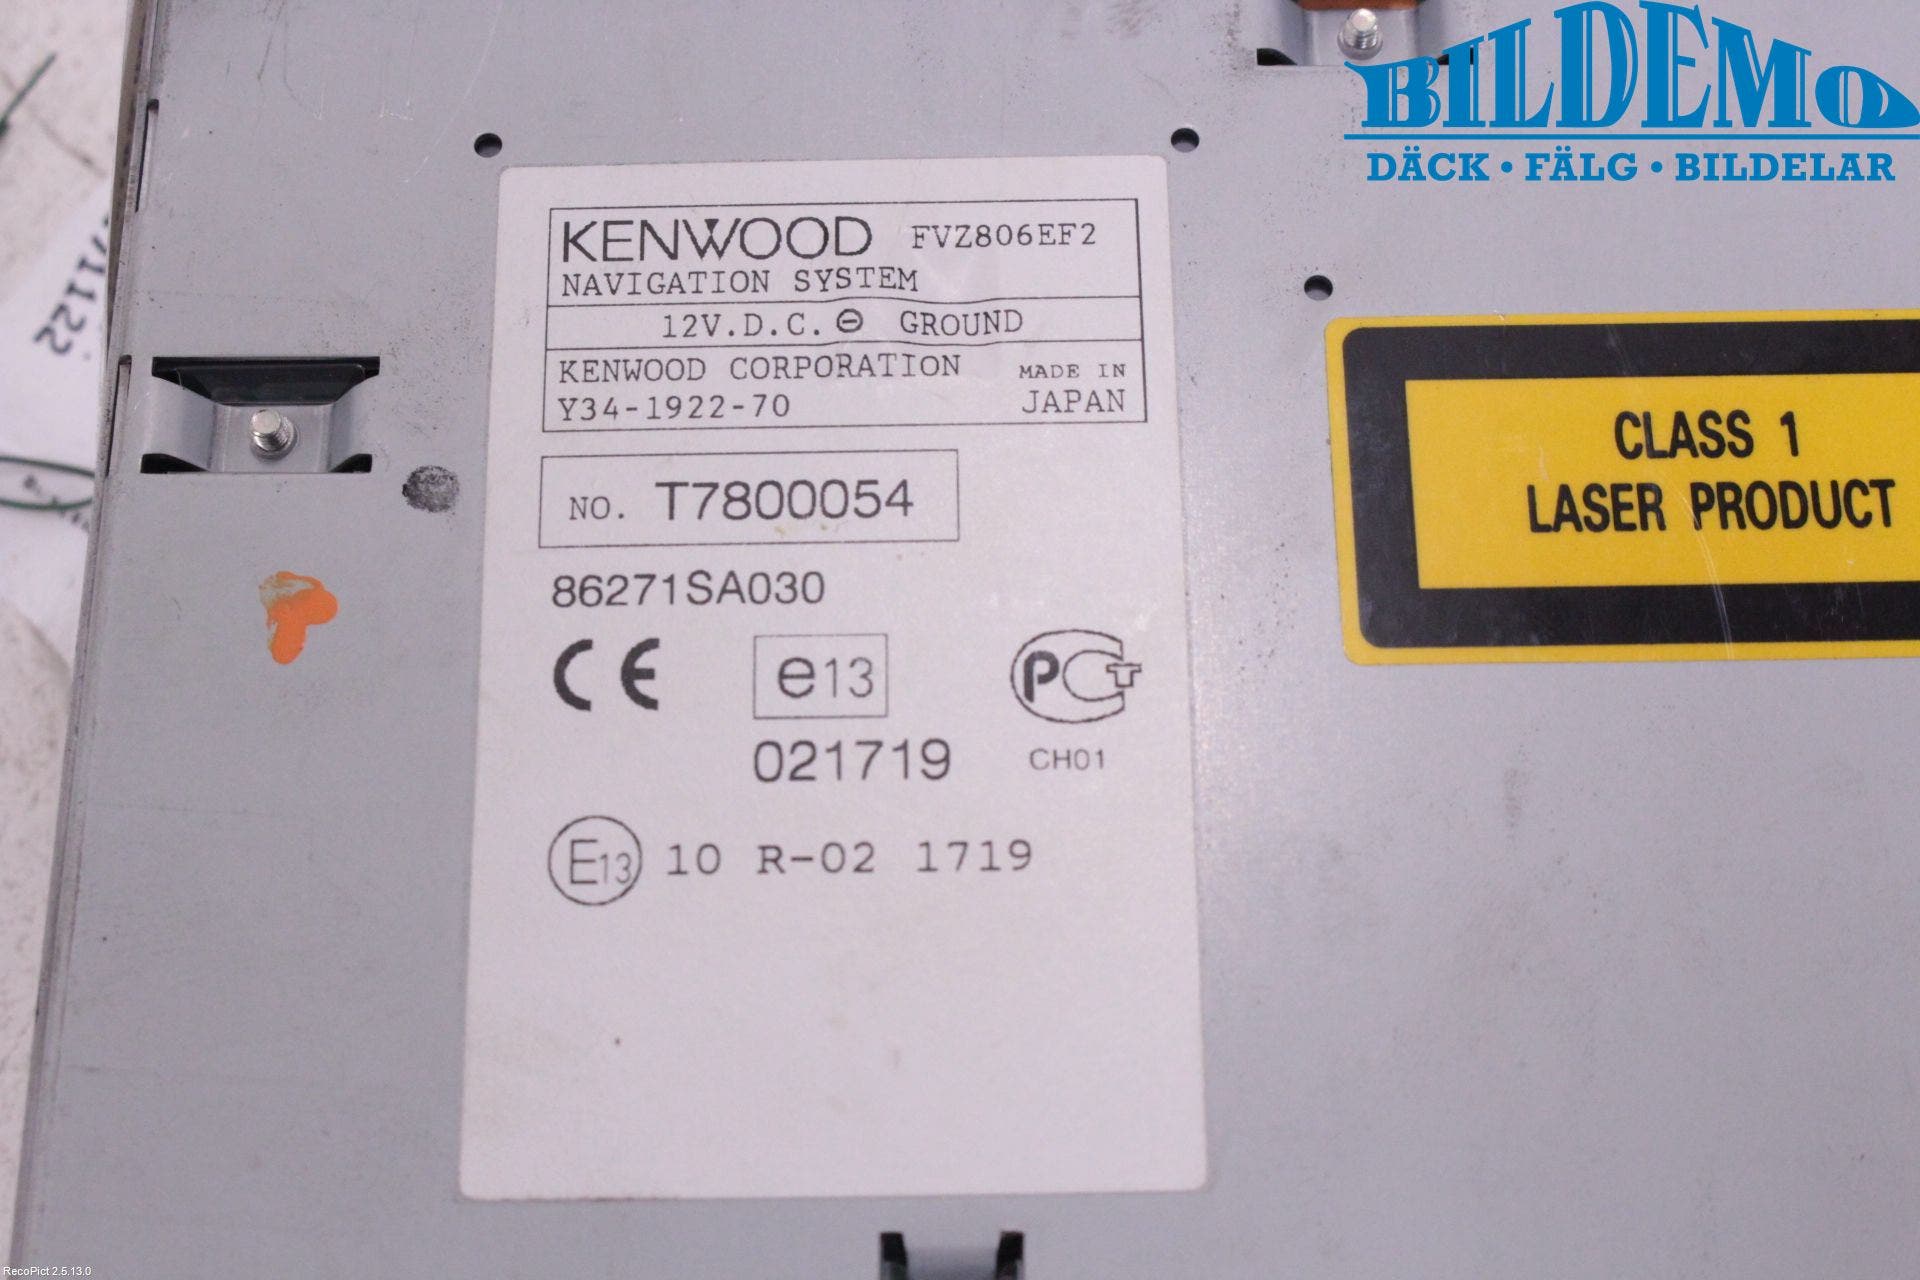 BILDEMO
DÄCK • FÄLG • BILDELAR
KENWOOD FVZ806EF2
NAVIGATION SYSTEM
12V.D.C. ⊖ GROUND
KENWOOD CORPORATION MADE IN
Y34-1922-70 JAPAN
NO. T7800054
86271SA030
CE e13 PCT
021719 CH01
E13 10 R-02 1719
CLASS 1
LASER PRODUCT
RecoPict 2.5.13.0